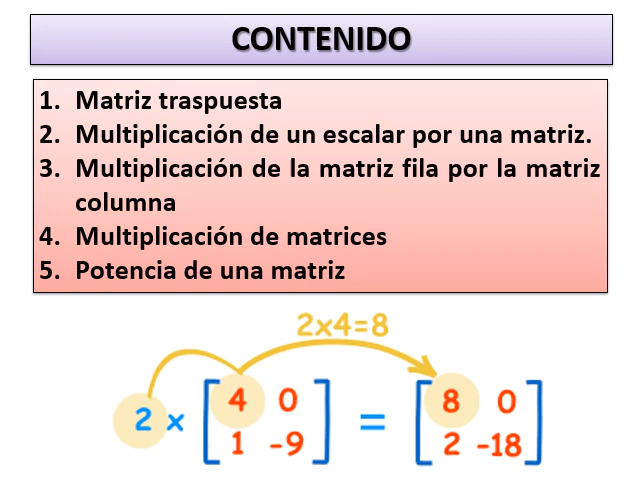 CONTENIDO
1. Matriz traspuesta
2. Multiplicación de un escalar por una matriz.
3. Multiplicación de la matriz fila por la matriz
columna
4. Multiplicación de matrices
5. Potencia de una matriz
2x4=8
2 x [ 4 0 ] = [ 8 0 ]
[ 1 -9 ] [ 2 -18 ]